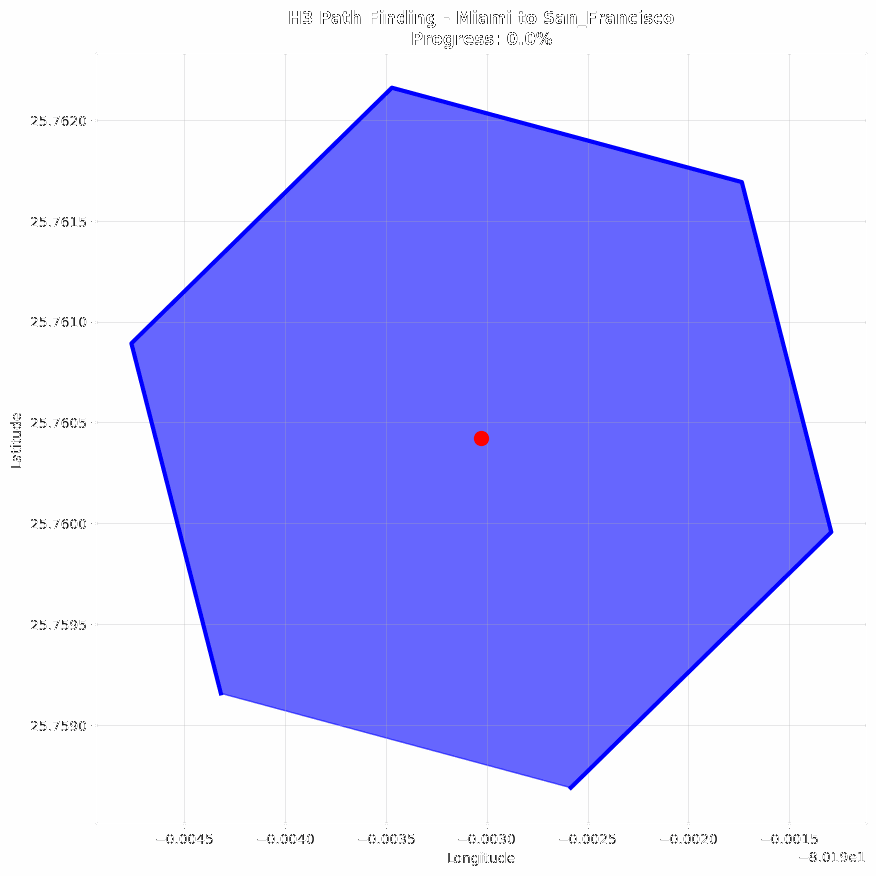 H3 Path Finding - Miami to San_Francisco
Progress: 0.0%
25.7620
25.7615
25.7610
25.7605
25.7600
25.7595
25.7590
Latitude
−0.0045 −0.0040 −0.0035 −0.0030 −0.0025 −0.0020 −0.0015
Longitude
−8.019e1